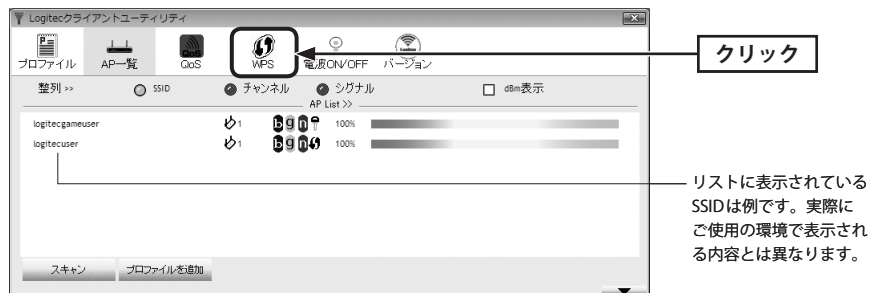 Logitecクライアントユーティリティ
プロファイル AP一覧 QoS WPS 電波ON/OFF バージョン
クリック
整列 >> SSID チャンネル シグナル dBm表示
AP List >>
logitecgameuser 1 b g n 100%
logitecuser 1 b g n 100%
リストに表示されている
SSIDは例です。実際に
ご使用の環境で表示され
る内容とは異なります。
スキャン プロファイルを追加